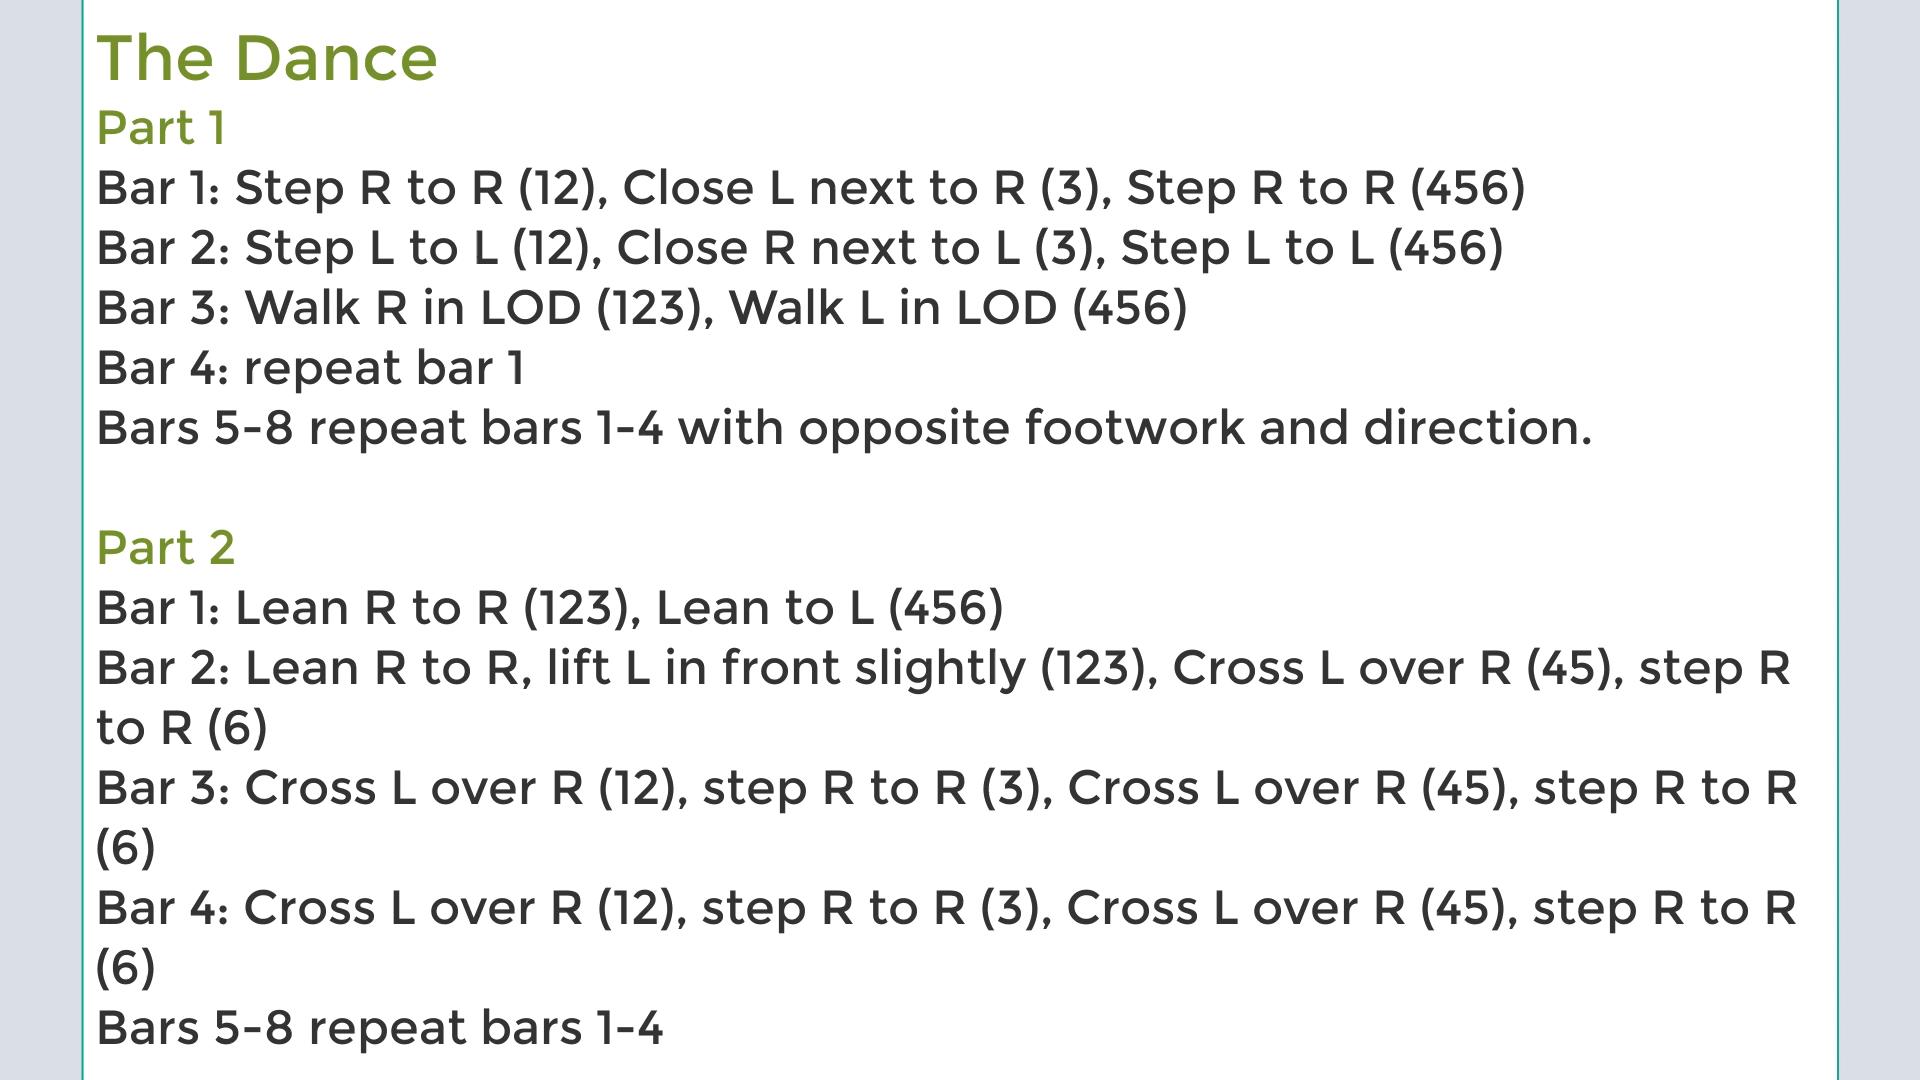 The Dance
Part 1
Bar 1: Step R to R (12), Close L next to R (3), Step R to R (456)
Bar 2: Step L to L (12), Close R next to L (3), Step L to L (456)
Bar 3: Walk R in LOD (123), Walk L in LOD (456)
Bar 4: repeat bar 1
Bars 5-8 repeat bars 1-4 with opposite footwork and direction.
Part 2
Bar 1: Lean R to R (123), Lean to L (456)
Bar 2: Lean R to R, lift L in front slightly (123), Cross L over R (45), step R
to R (6)
Bar 3: Cross L over R (12), step R to R (3), Cross L over R (45), step R to R
(6)
Bar 4: Cross L over R (12), step R to R (3), Cross L over R (45), step R to R
(6)
Bars 5-8 repeat bars 1-4